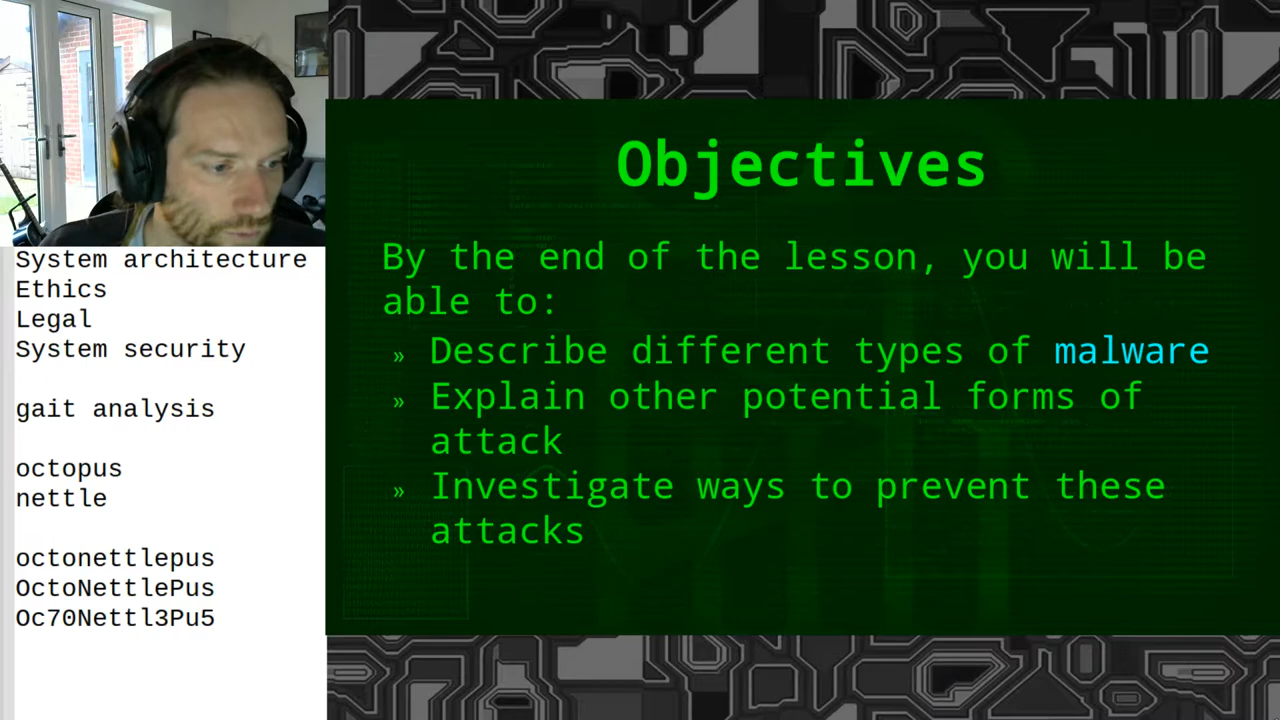 System architecture
Ethics
Legal
System security
gait analysis
octopus
nettle
octonettlepus
OctoNettlePus
Oc70Nettl3Pu5
Objectives
By the end of the lesson, you will be
able to:
» Describe different types of malware
» Explain other potential forms of
attack
» Investigate ways to prevent these
attacks